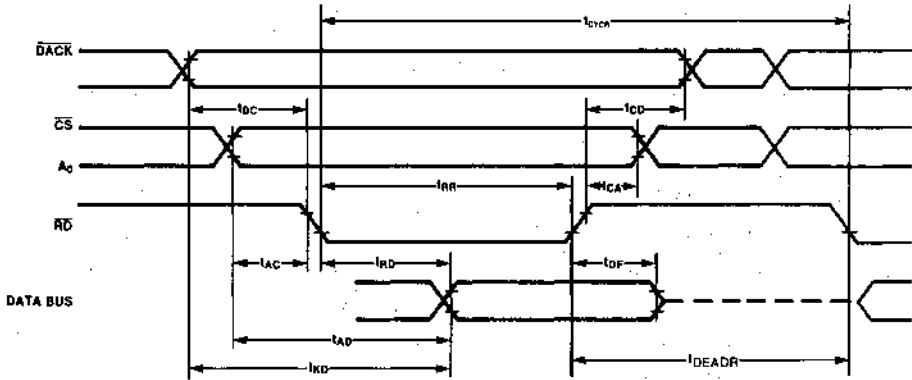 tCYCR
DACK
tDC
tCD
CS
A0
tRR
tCA
RD
tAC
tRD
tDF
DATA BUS
tAD
tKD
tDEADR